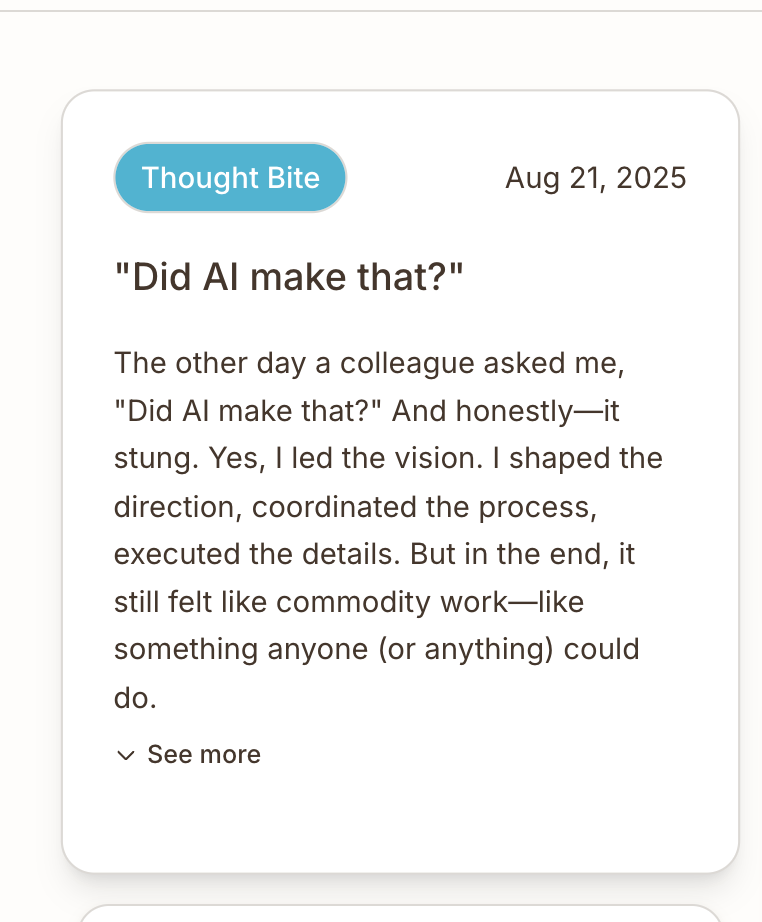 Thought Bite
Aug 21, 2025
"Did AI make that?"
The other day a colleague asked me,
"Did AI make that?" And honestly—it
stung. Yes, I led the vision. I shaped the
direction, coordinated the process,
executed the details. But in the end, it
still felt like commodity work—like
something anyone (or anything) could
do.
See more